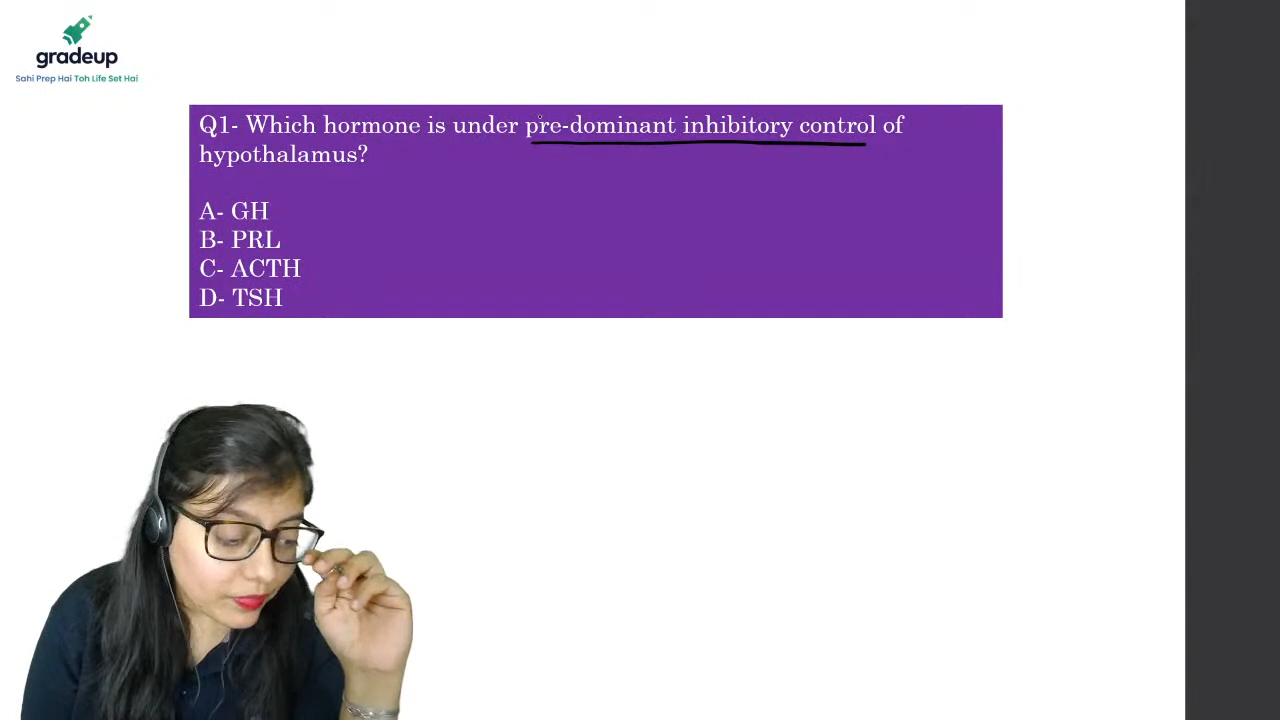 gradeup
Sahi Prep Hai Toh Life Set Hai
Q1- Which hormone is under pre-dominant inhibitory control of
hypothalamus?
A- GH
B- PRL
C- ACTH
D- TSH